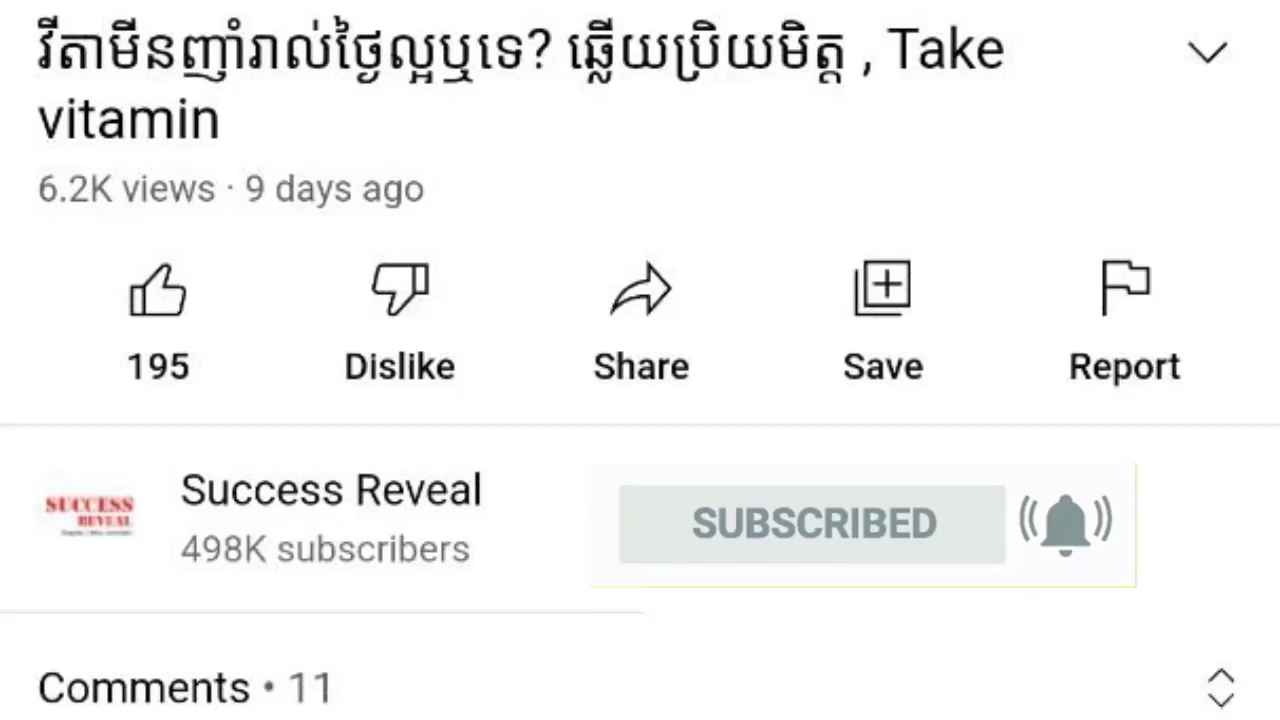 វីតាមីនញ៉ាំរាល់ថ្ងៃល្អឬទេ? ឆ្លើយប្រិយមិត្ត , Take
vitamin
6.2K views · 9 days ago
195 Dislike Share Save Report
SUCCESS
REVEAL
Success Reveal
498K subscribers
SUBSCRIBED
Comments • 11